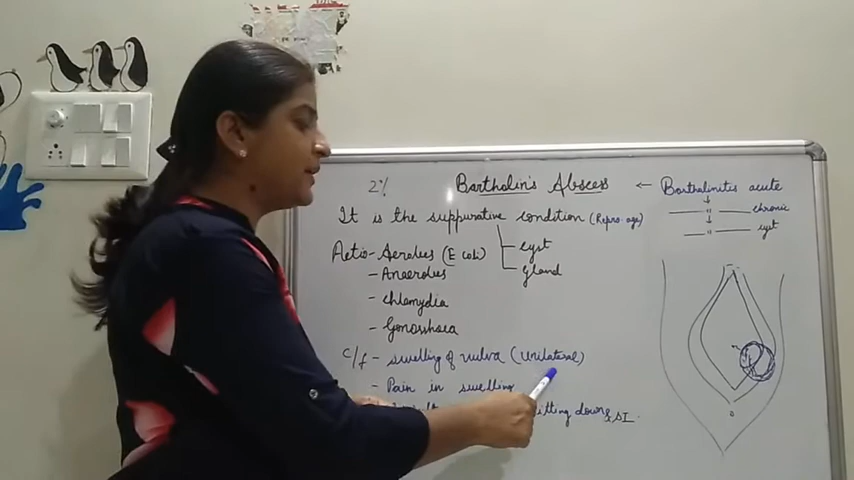 2%
Bartholin's Abscess ← Bartholinitis acute
— " — chronic
— " — cyst
It is the suppurative condition (Repro age)
Aetio - Aerobes (E coli)
cyst
gland
- Anaerobes
- chlamydia
- Gonorrhoea
c/f - swelling of vulva (unilateral)
- Pain in swelling
sitting down & SI